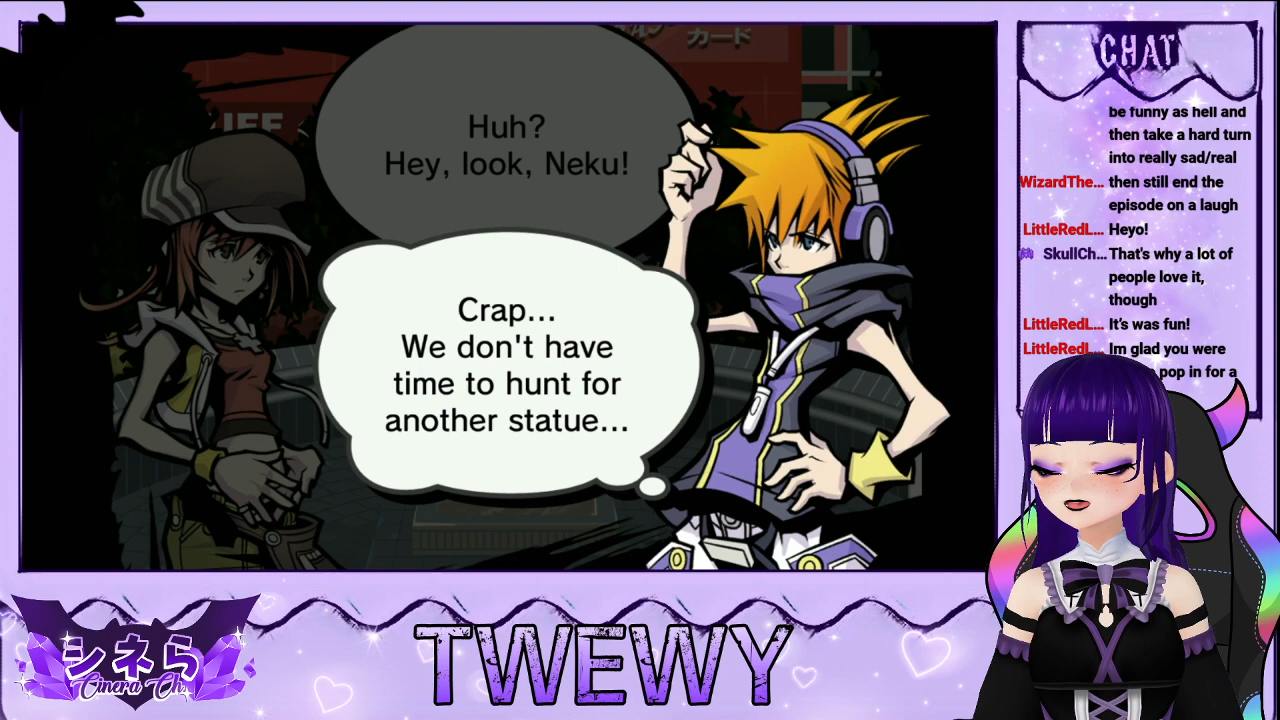 カード
LIFE
Huh?
Hey, look, Neku!
Crap...
We don't have
time to hunt for
another statue...
CHAT
be funny as hell and
then take a hard turn
into really sad/real
WizardThe... then still end the
episode on a laugh
LittleRedL... Heyo!
SkullCh... That's why a lot of
people love it,
though
LittleRedL... It's was fun!
LittleRedL... Im glad you were
pop in for a
シネら
Cinera Ch.
TWEWY